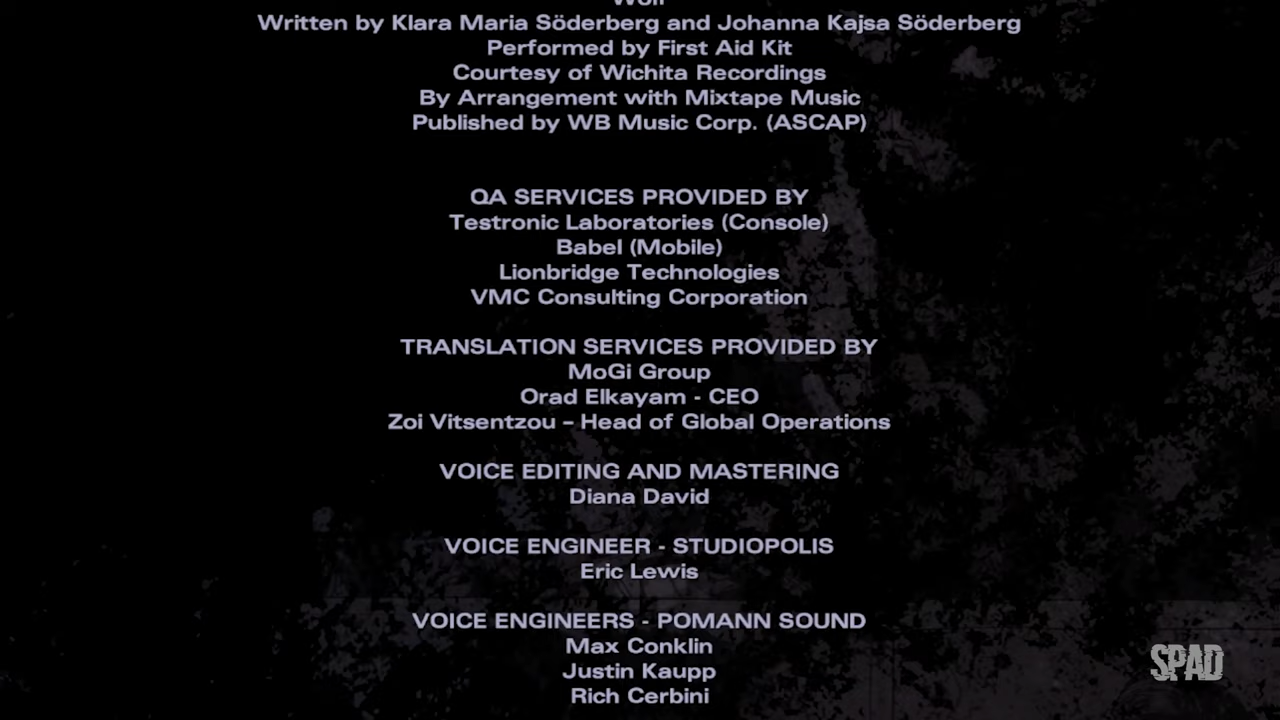 Wolf
Written by Klara Maria Söderberg and Johanna Kajsa Söderberg
Performed by First Aid Kit
Courtesy of Wichita Recordings
By Arrangement with Mixtape Music
Published by WB Music Corp. (ASCAP)
QA SERVICES PROVIDED BY
Testronic Laboratories (Console)
Babel (Mobile)
Lionbridge Technologies
VMC Consulting Corporation
TRANSLATION SERVICES PROVIDED BY
MoGi Group
Orad Elkayam - CEO
Zoi Vitsentzou – Head of Global Operations
VOICE EDITING AND MASTERING
Diana David
VOICE ENGINEER - STUDIOPOLIS
Eric Lewis
VOICE ENGINEERS - POMANN SOUND
Max Conklin
Justin Kaupp
Rich Cerbini
SPAD